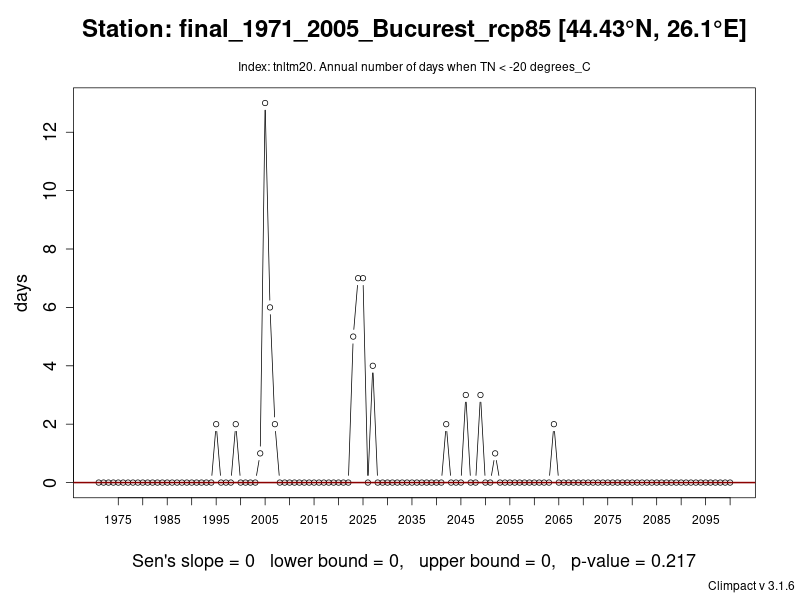 Station: final_1971_2005_Bucurest_rcp85 [44.43°N, 26.1°E]
Index: tnltm20. Annual number of days when TN < -20 degrees_C
12
10
8
6
4
2
0
days
1975 1985 1995 2005 2015 2025 2035 2045 2055 2065 2075 2085 2095
Sen's slope = 0 lower bound = 0, upper bound = 0, p-value = 0.217
Climpact v 3.1.6